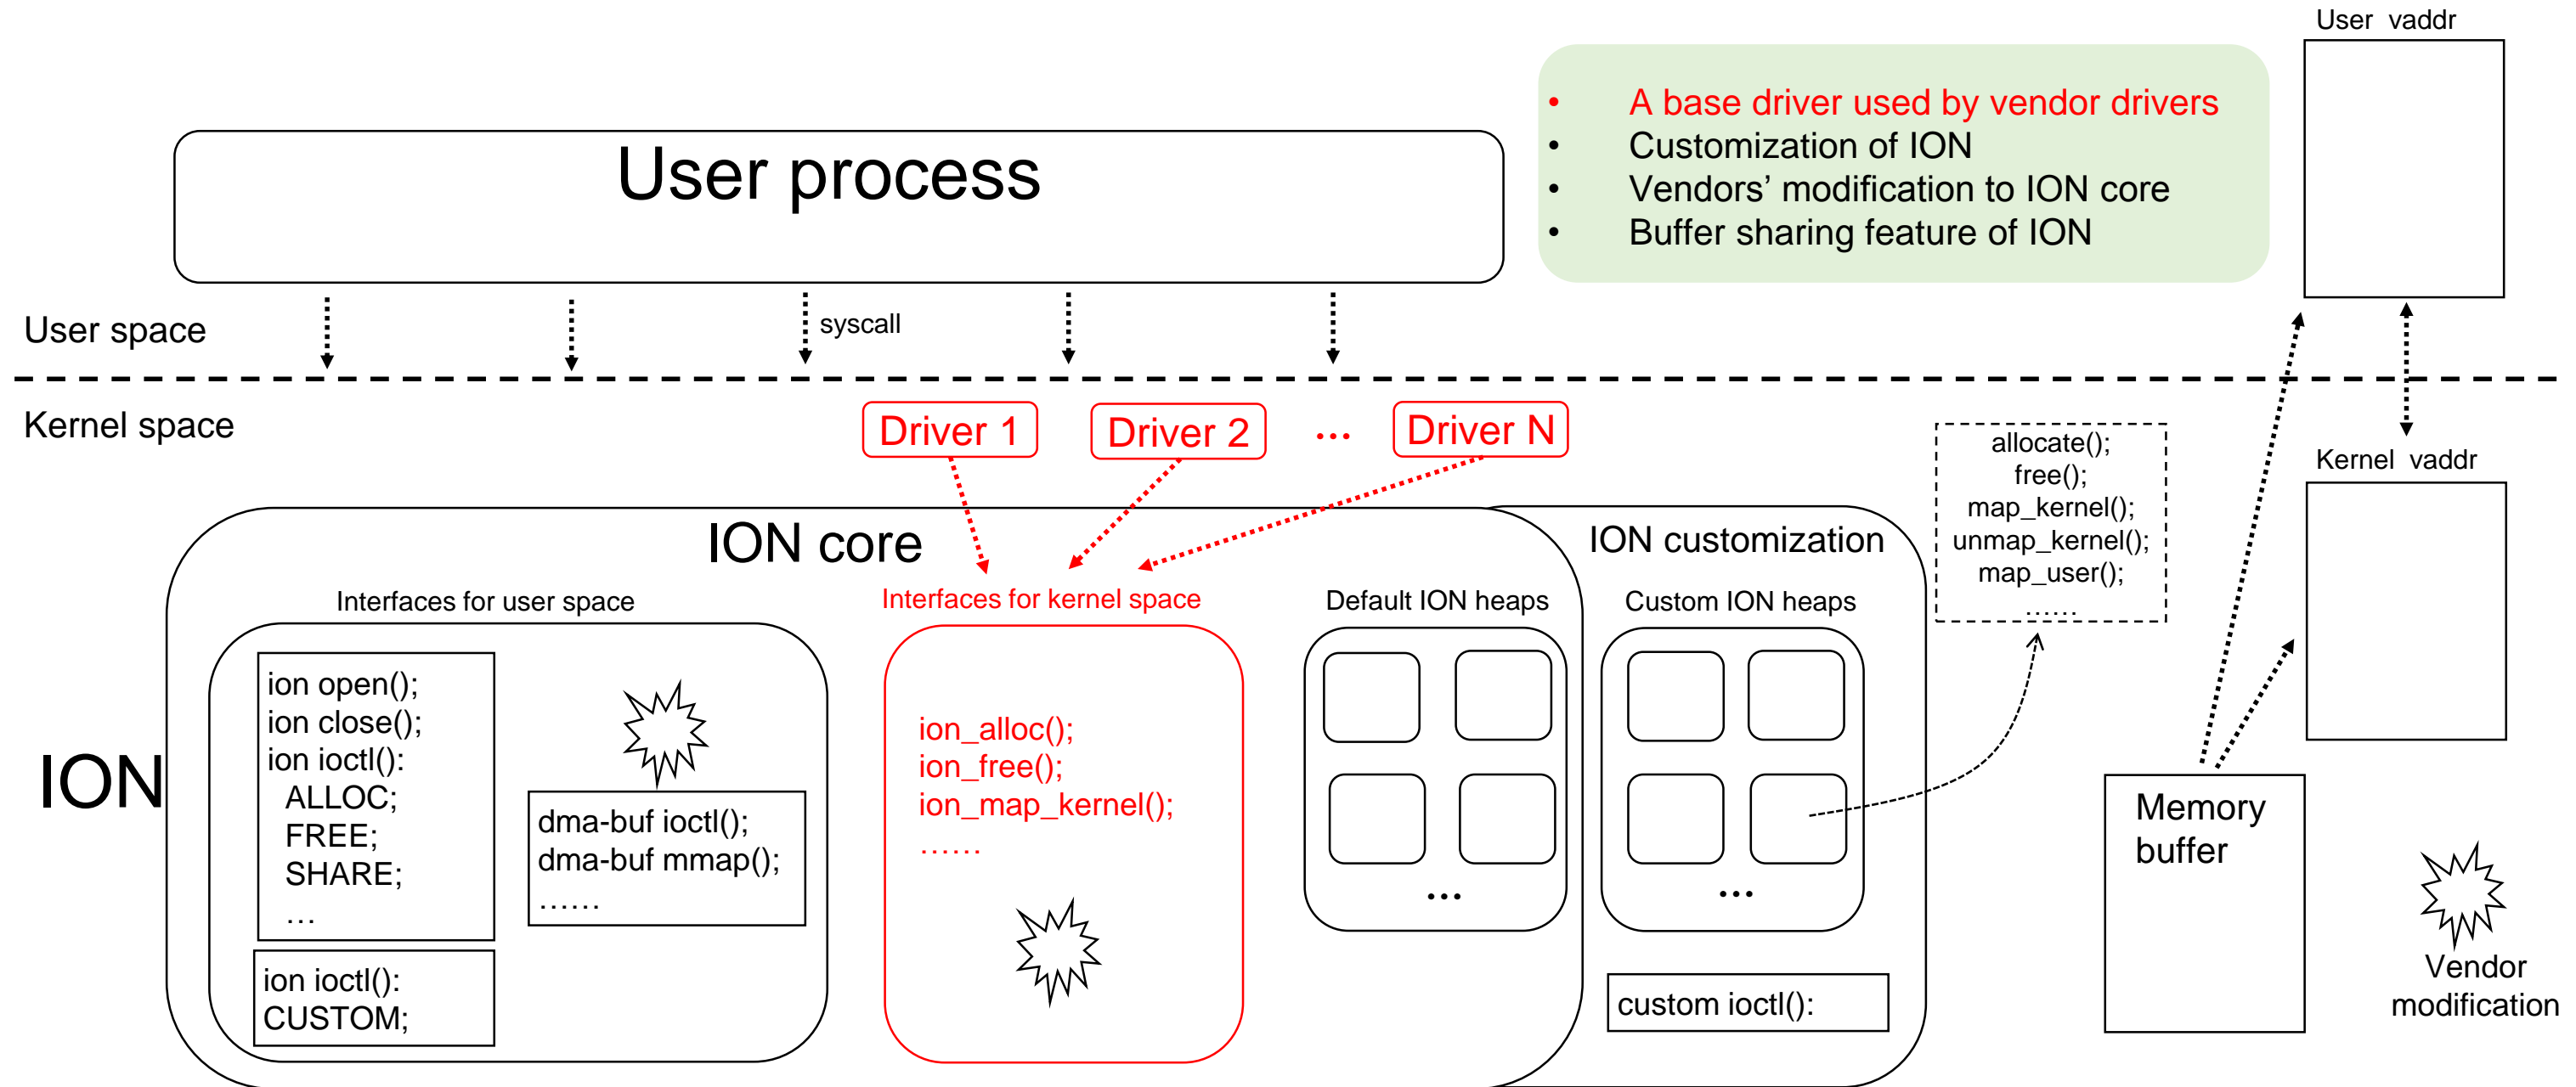 User vaddr
• A base driver used by vendor drivers
• Customization of ION
• Vendors’ modification to ION core
• Buffer sharing feature of ION
User process
User space
syscall
Kernel space
Driver 1
Driver 2
...
Driver N
allocate();
free();
map_kernel();
unmap_kernel();
map_user();
......
Kernel vaddr
ION core
ION customization
Interfaces for user space
Interfaces for kernel space
Default ION heaps
Custom ION heaps
ion open();
ion close();
ion ioctl():
ALLOC;
FREE;
SHARE;
...
dma-buf ioctl();
dma-buf mmap();
......
ion ioctl():
CUSTOM;
ion_alloc();
ion_free();
ion_map_kernel();
......
...
...
custom ioctl():
ION
Memory
buffer
Vendor
modification